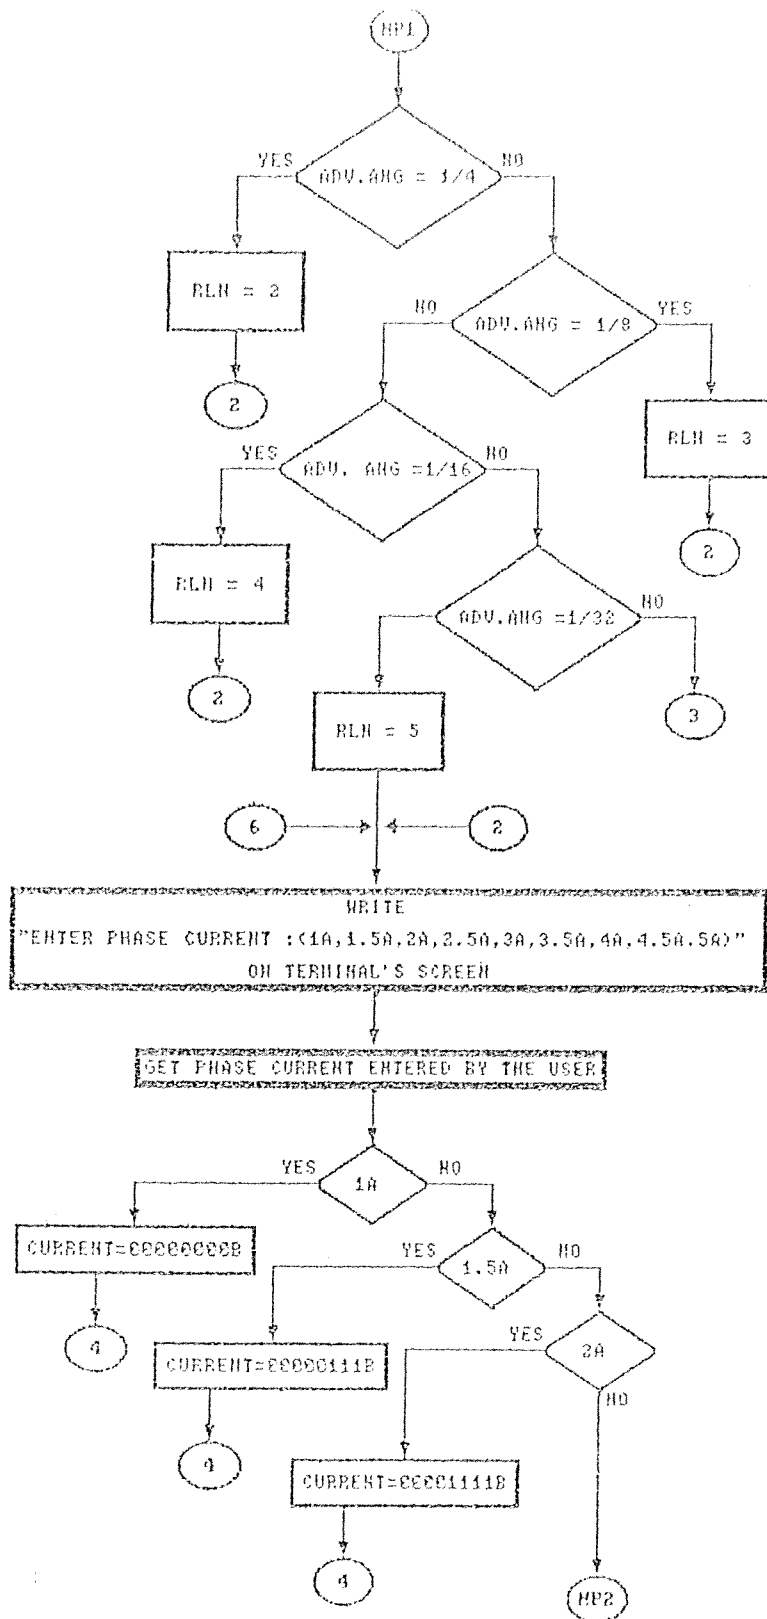 NP1
YES
NO
ADV.ANG = 1/4
RLN = 2
NO
YES
ADV.ANG = 1/8
2
YES
NO
ADV. ANG =1/16
RLN = 3
RLN = 4
2
NO
ADV.ANG =1/32
2
3
RLN = 5
6
2
WRITE
"ENTER PHASE CURRENT :(1A,1.5A,2A,2.5A,3A,3.5A,4A,4.5A.5A)"
ON TERMINAL'S SCREEN
GET PHASE CURRENT ENTERED BY THE USER
YES
NO
1A
CURRENT=00000000B
YES
NO
1.5A
4
CURRENT=00000111B
YES
2A
NO
4
CURRENT=00001111B
4
NP2